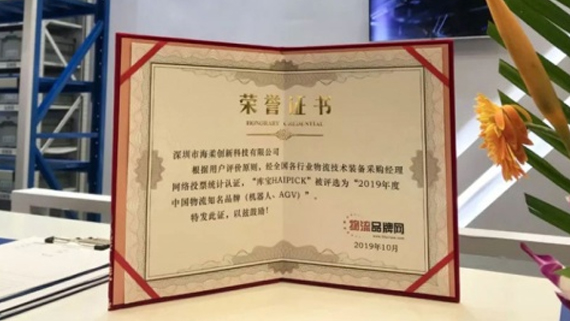 荣誉证书
HONORARY CREDENTIAL
深圳市海柔创新科技有限公司
根据用户评价原则，经全国各行业物流技术装备采购经理
网络投票统计认证，“库宝HAIPICK”被评选为“2019年度
中国物流知名品牌（机器人、AGV）”。
特发此证，以兹鼓励！
物流品牌网
2019年10月